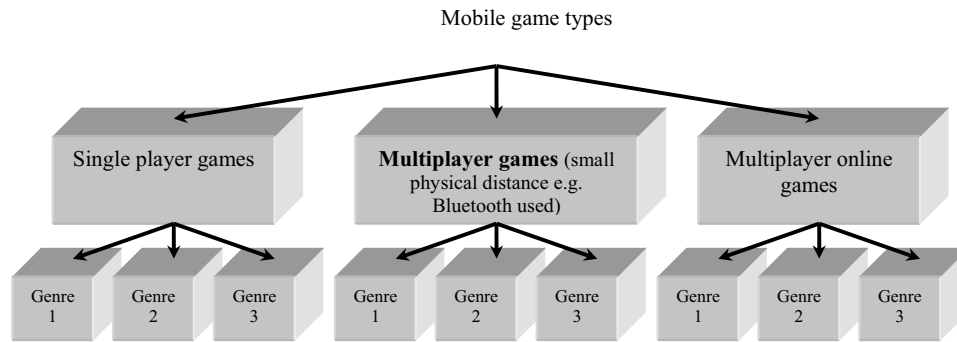 Mobile game types
Single player games
Multiplayer games (small
physical distance e.g.
Bluetooth used)
Multiplayer online
games
Genre
1
Genre
2
Genre
3
Genre
1
Genre
2
Genre
3
Genre
1
Genre
2
Genre
3